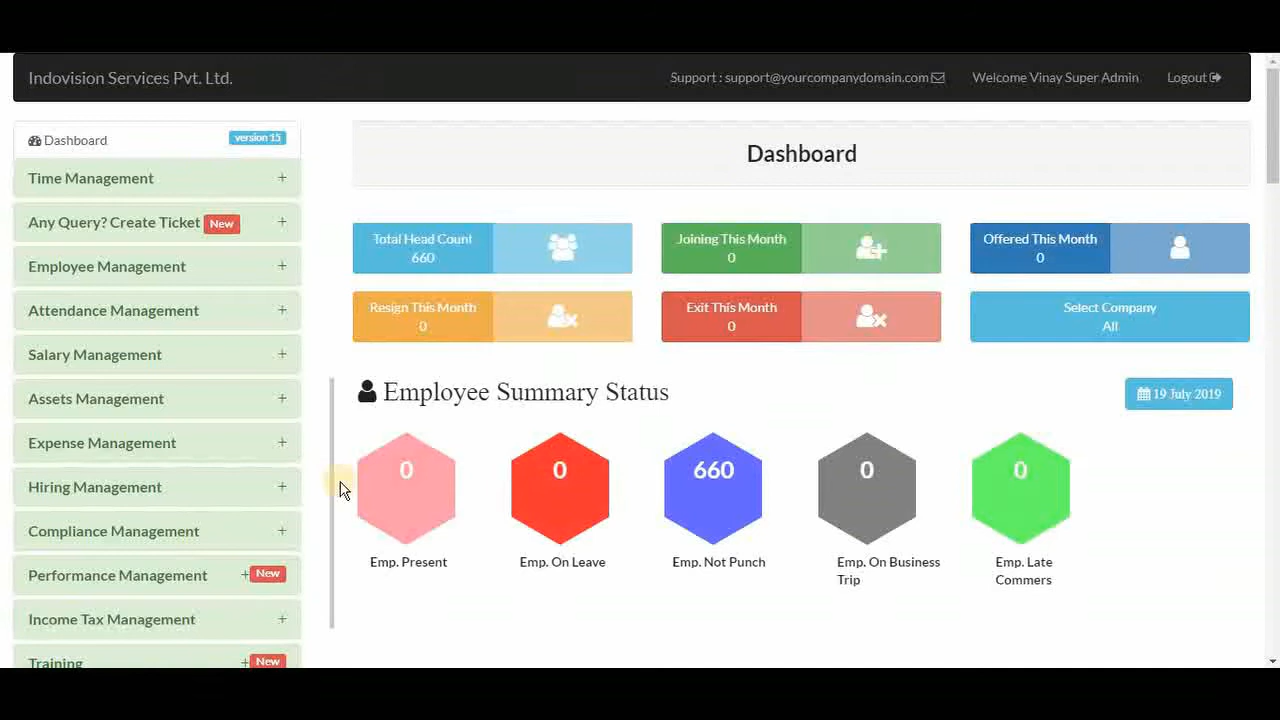 Indovision Services Pvt. Ltd.
Support : support@yourcompanydomain.com
Welcome Vinay Super Admin
Logout
Dashboard
version 15
Time Management +
Any Query? Create Ticket New +
Employee Management +
Attendance Management +
Salary Management +
Assets Management +
Expense Management +
Hiring Management +
Compliance Management +
Performance Management + New
Income Tax Management +
Training + New
Dashboard
Total Head Count
660
Joining This Month
0
Offered This Month
0
Resign This Month
0
Exit This Month
0
Select Company
All
Employee Summary Status
19 July 2019
0
Emp. Present
0
Emp. On Leave
660
Emp. Not Punch
0
Emp. On Business
Trip
0
Emp. Late
Commers